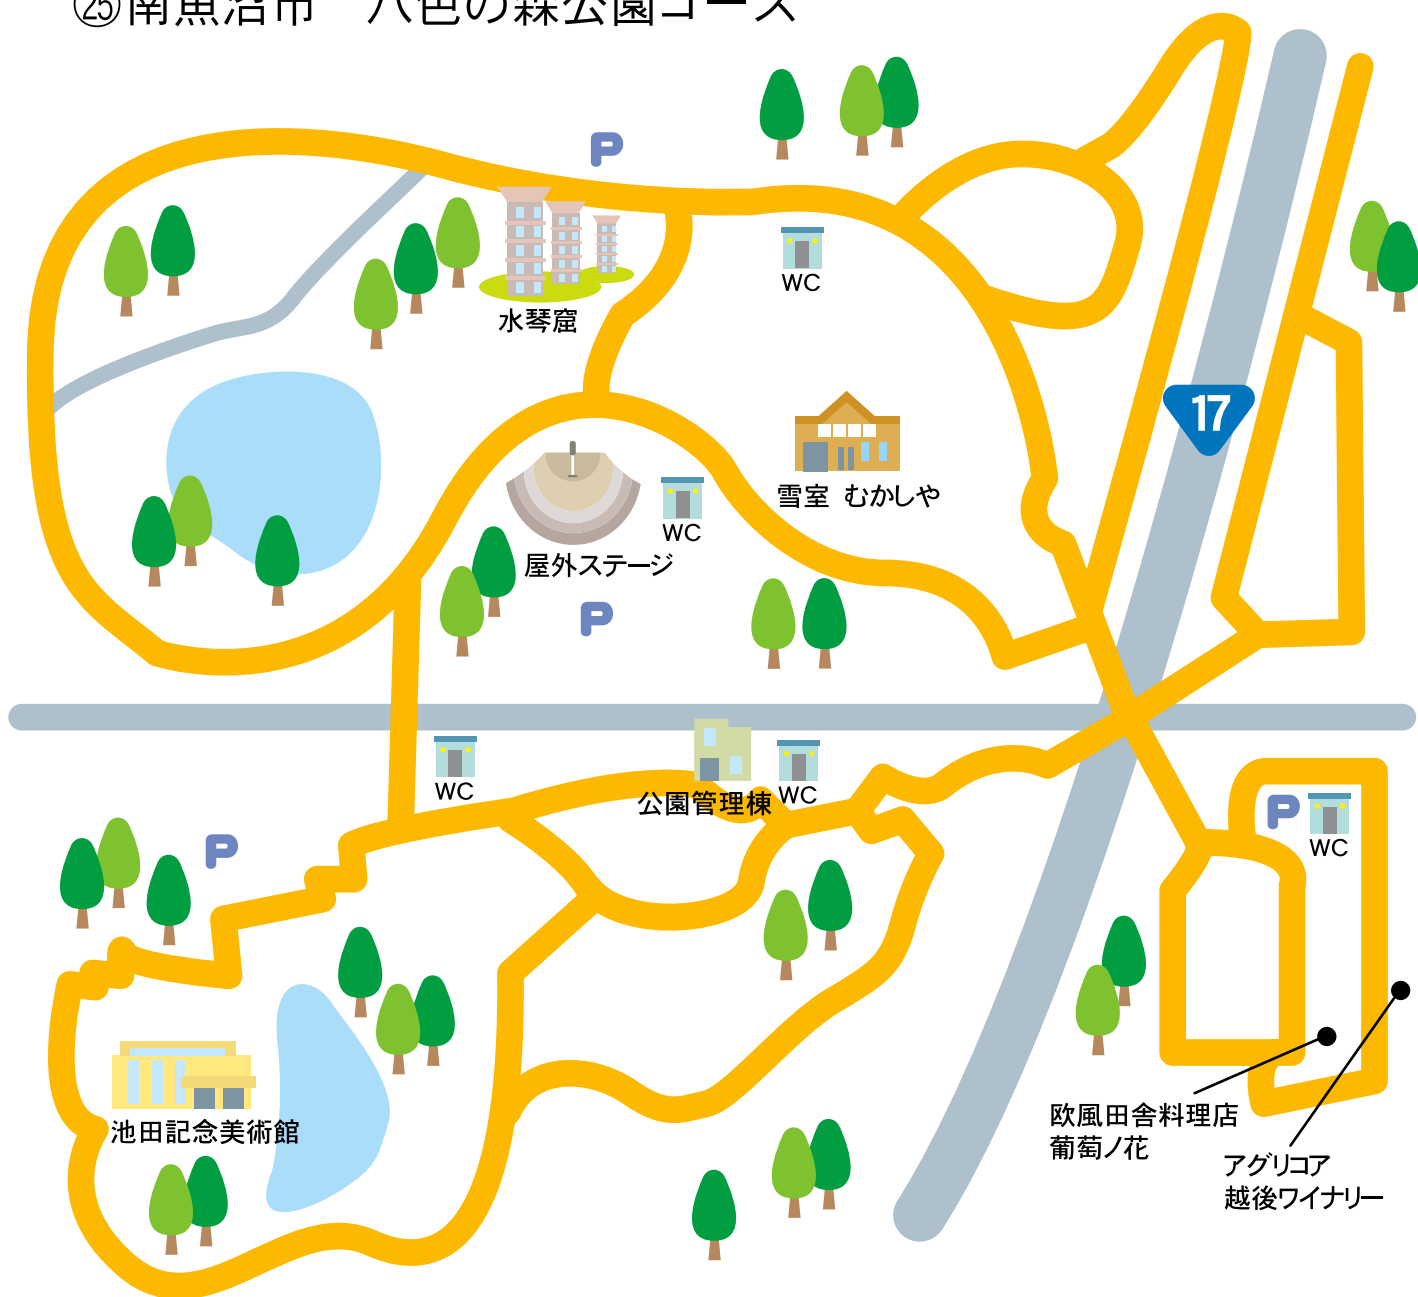 ㉕南魚沼市　八色の森公園コース
P
WC
水琴窟
17
雪室 むかしや
WC
屋外ステージ
P
WC
公園管理棟
WC
P
WC
P
池田記念美術館
欧風田舎料理店
葡萄ノ花
アグリコア
越後ワイナリー